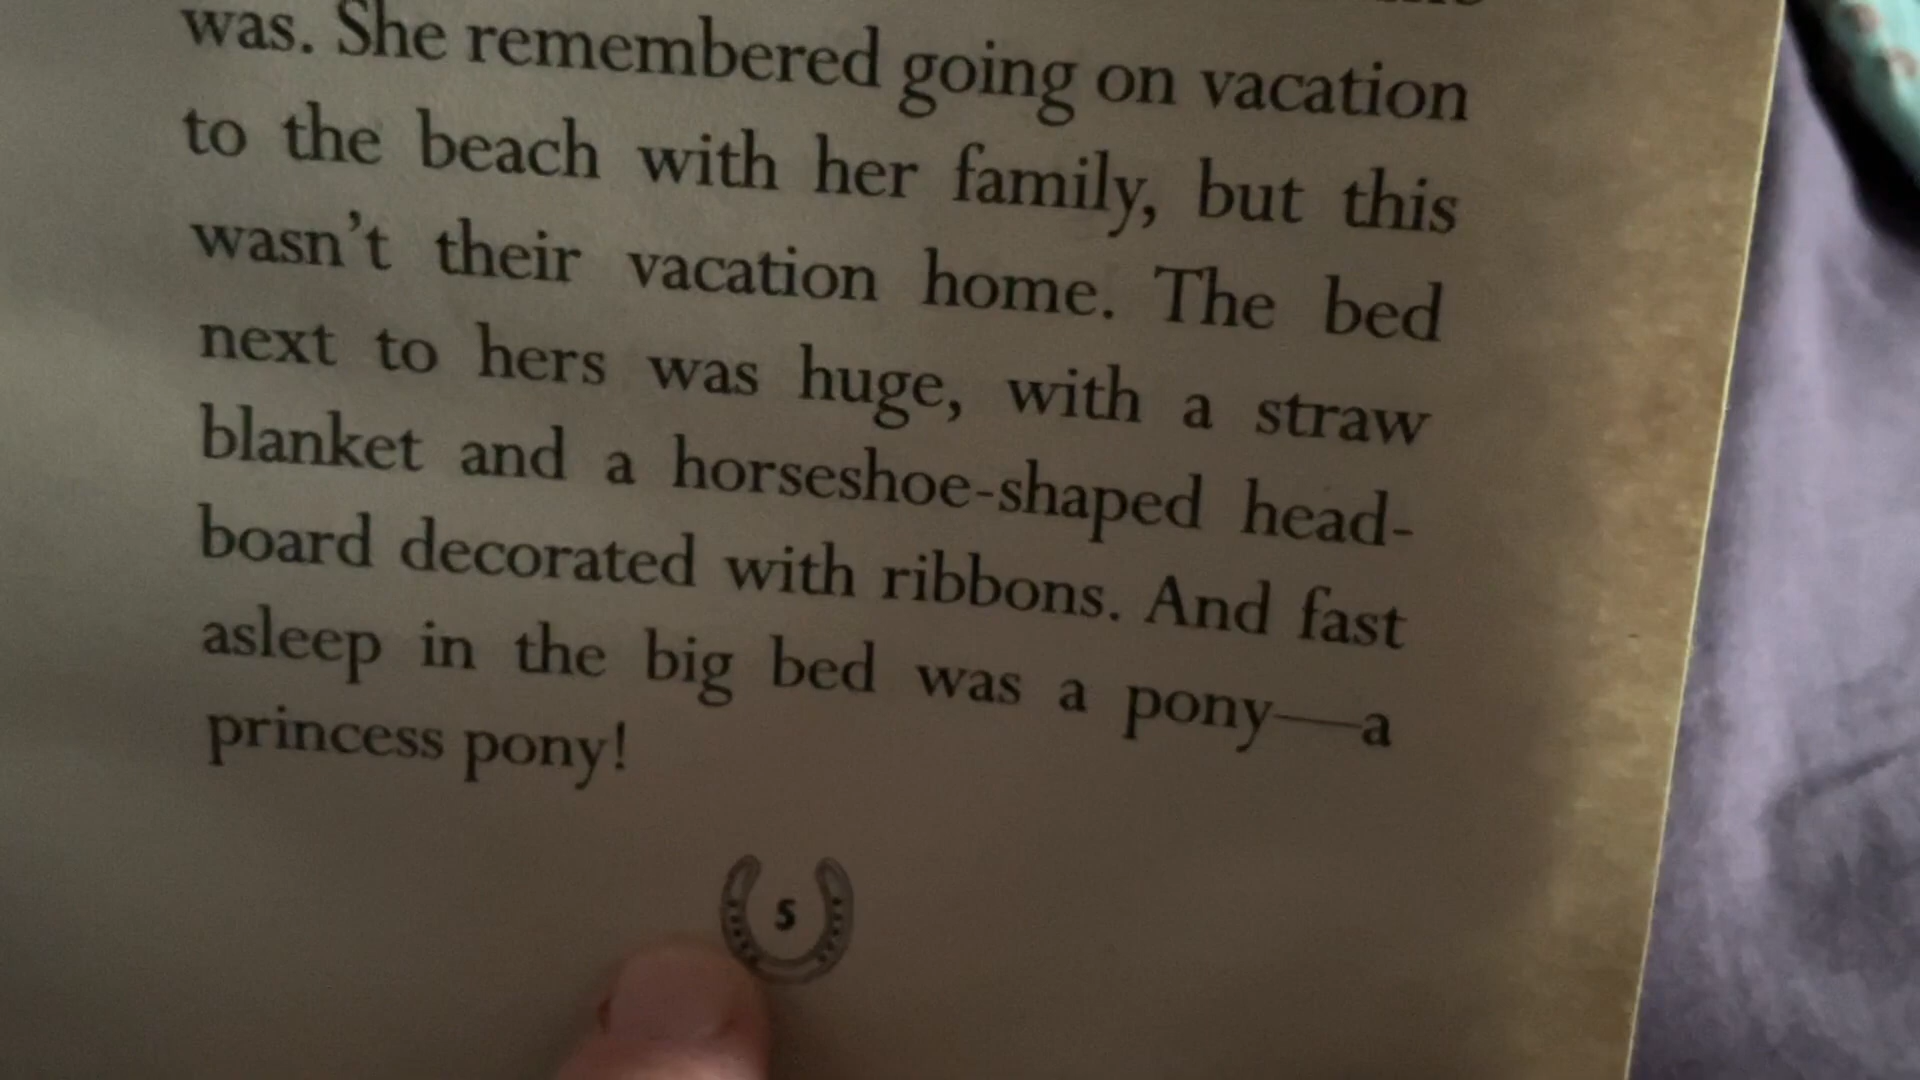 was. She remembered going on vacation
to the beach with her family, but this
wasn't their vacation home. The bed
next to hers was huge, with a straw
blanket and a horseshoe-shaped head-
board decorated with ribbons. And fast
asleep in the big bed was a pony—a
princess pony!
5